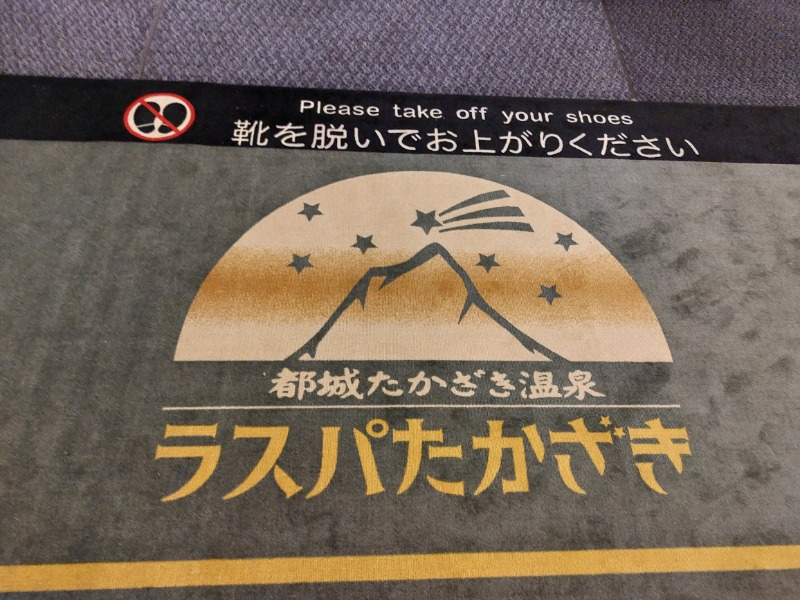 Please take off your shoes
靴を脱いでお上がりください
都城たかざき温泉
ラスパたかざき